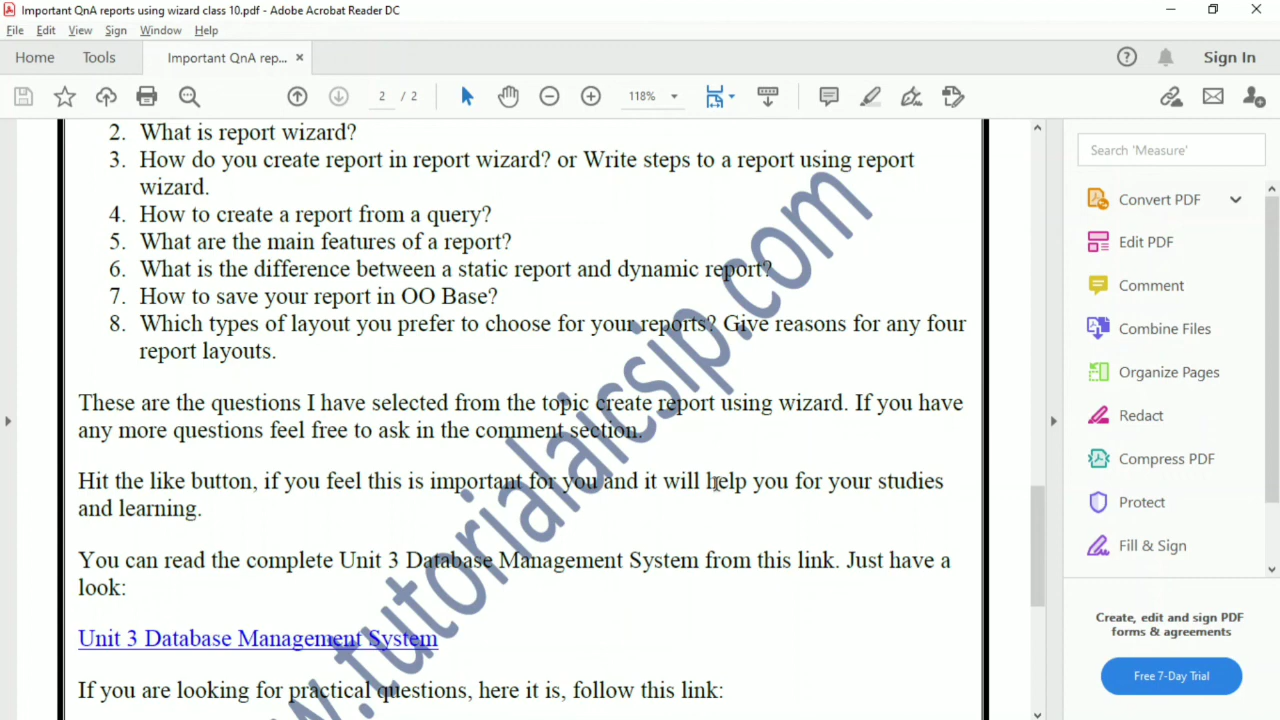 Important QnA reports using wizard class 10.pdf - Adobe Acrobat Reader DC
File Edit View Sign Window Help
Home Tools Important QnA rep... × Sign In
2 / 2 118%
2. What is report wizard?
3. How do you create report in report wizard? or Write steps to a report using report
wizard.
4. How to create a report from a query?
5. What are the main features of a report?
6. What is the difference between a static report and dynamic report?
7. How to save your report in OO Base?
8. Which types of layout you prefer to choose for your reports? Give reasons for any four
report layouts.
These are the questions I have selected from the topic create report using wizard. If you have
any more questions feel free to ask in the comment section.
Hit the like button, if you feel this is important for you and it will help you for your studies
and learning.
You can read the complete Unit 3 Database Management System from this link. Just have a
look:
Unit 3 Database Management System
If you are looking for practical questions, here it is, follow this link:
w.tutorialaicsip.com
Search 'Measure'
Convert PDF
Edit PDF
Comment
Combine Files
Organize Pages
Redact
Compress PDF
Protect
Fill & Sign
Create, edit and sign PDF
forms & agreements
Free 7-Day Trial